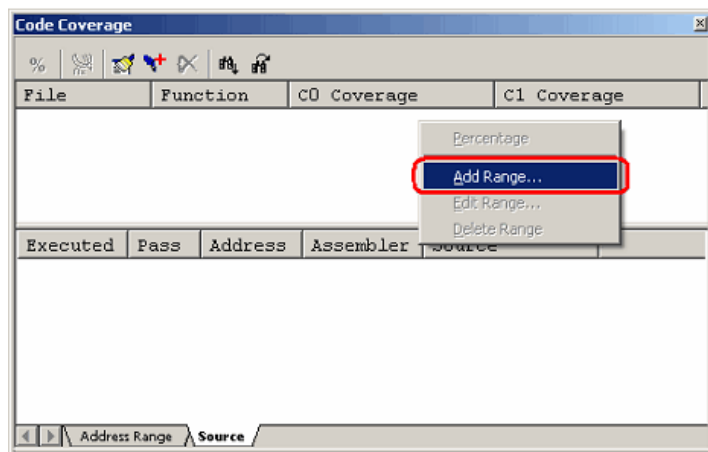 Code Coverage
%
File Function C0 Coverage C1 Coverage
Percentage
Add Range...
Edit Range...
Delete Range
Executed Pass Address Assembler Source
Address Range Source